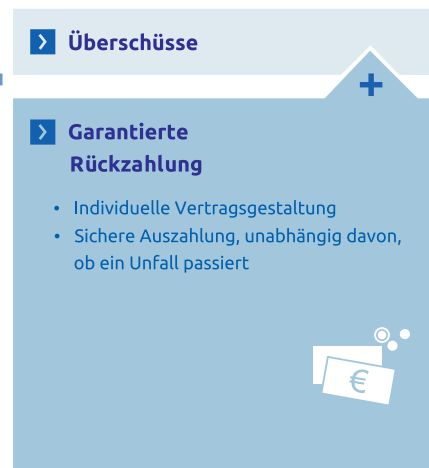 Überschüsse
+
Garantierte
Rückzahlung
• Individuelle Vertragsgestaltung
• Sichere Auszahlung, unabhängig davon,
ob ein Unfall passiert
€